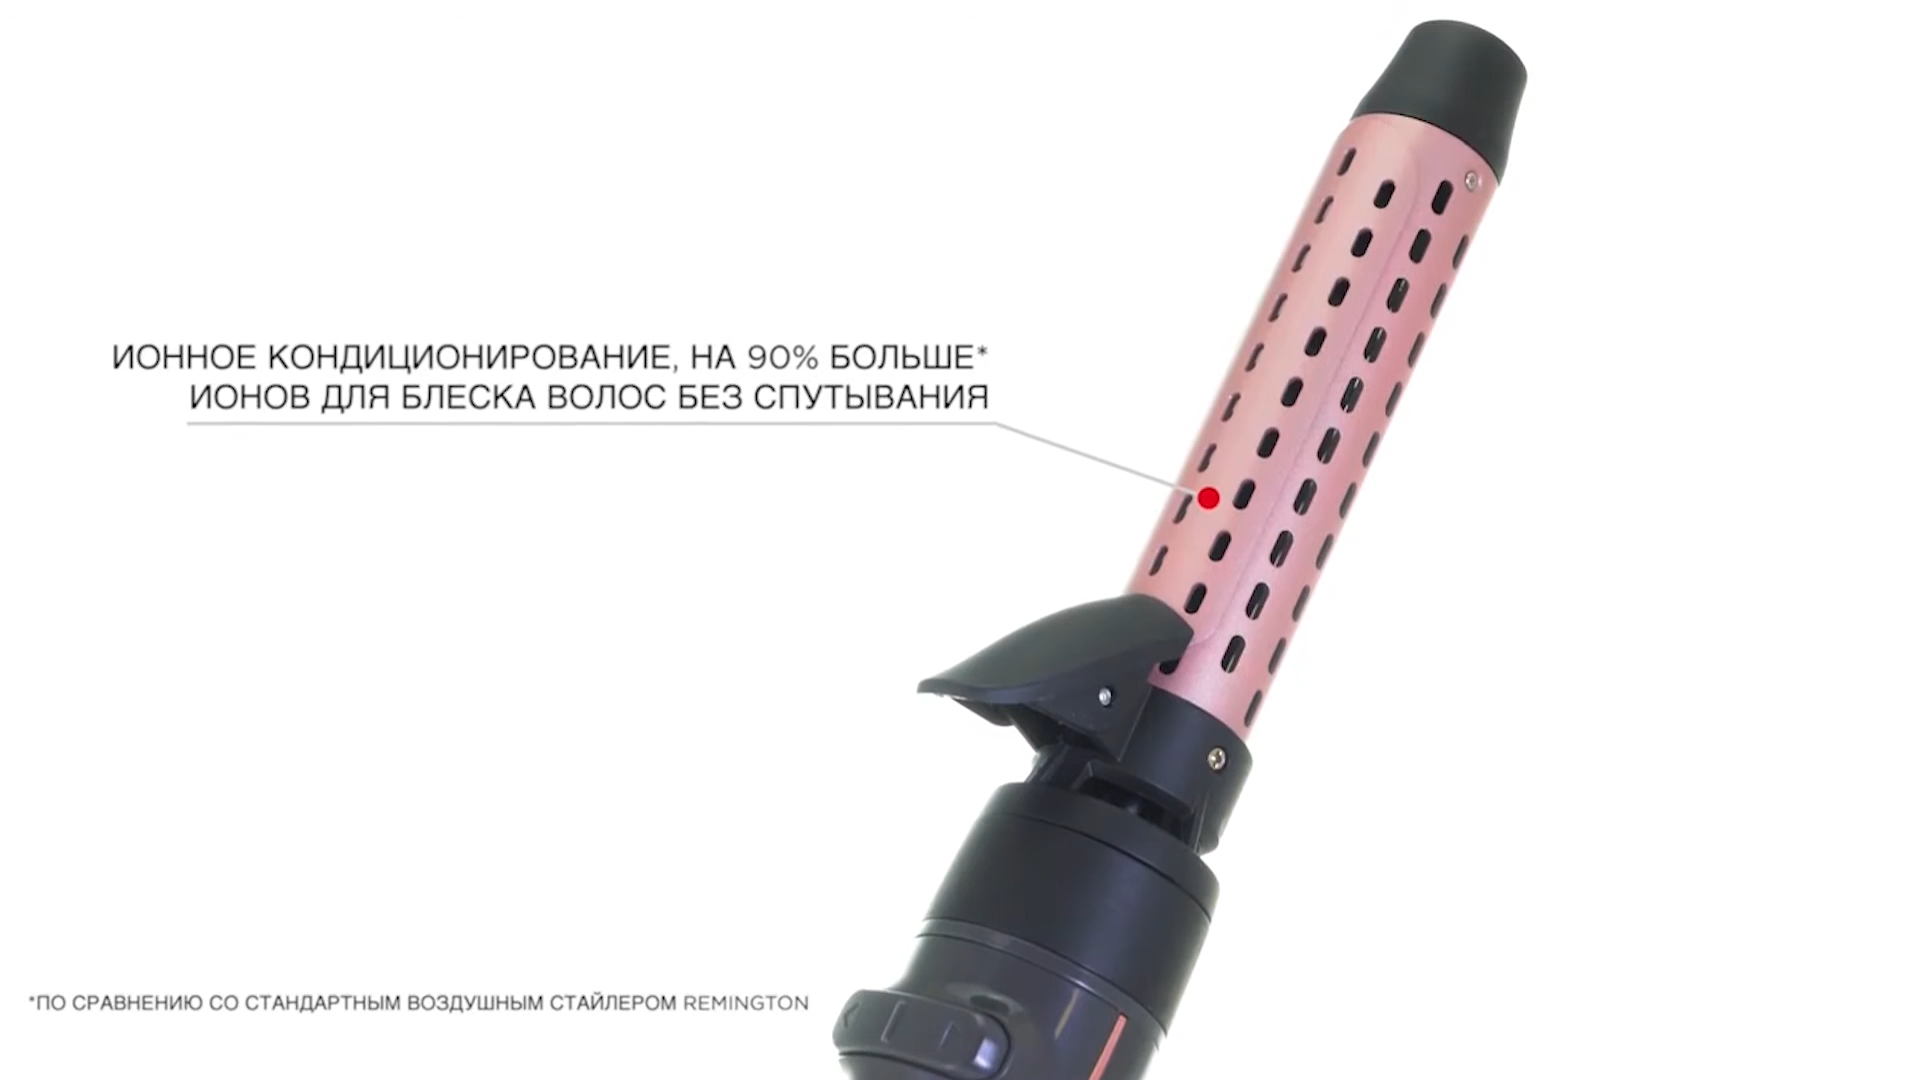 ИОННОЕ КОНДИЦИОНИРОВАНИЕ, НА 90% БОЛЬШЕ*
ИОНОВ ДЛЯ БЛЕСКА ВОЛОС БЕЗ СПУТЫВАНИЯ
*ПО СРАВНЕНИЮ СО СТАНДАРТНЫМ ВОЗДУШНЫМ СТАЙЛЕРОМ REMINGTON